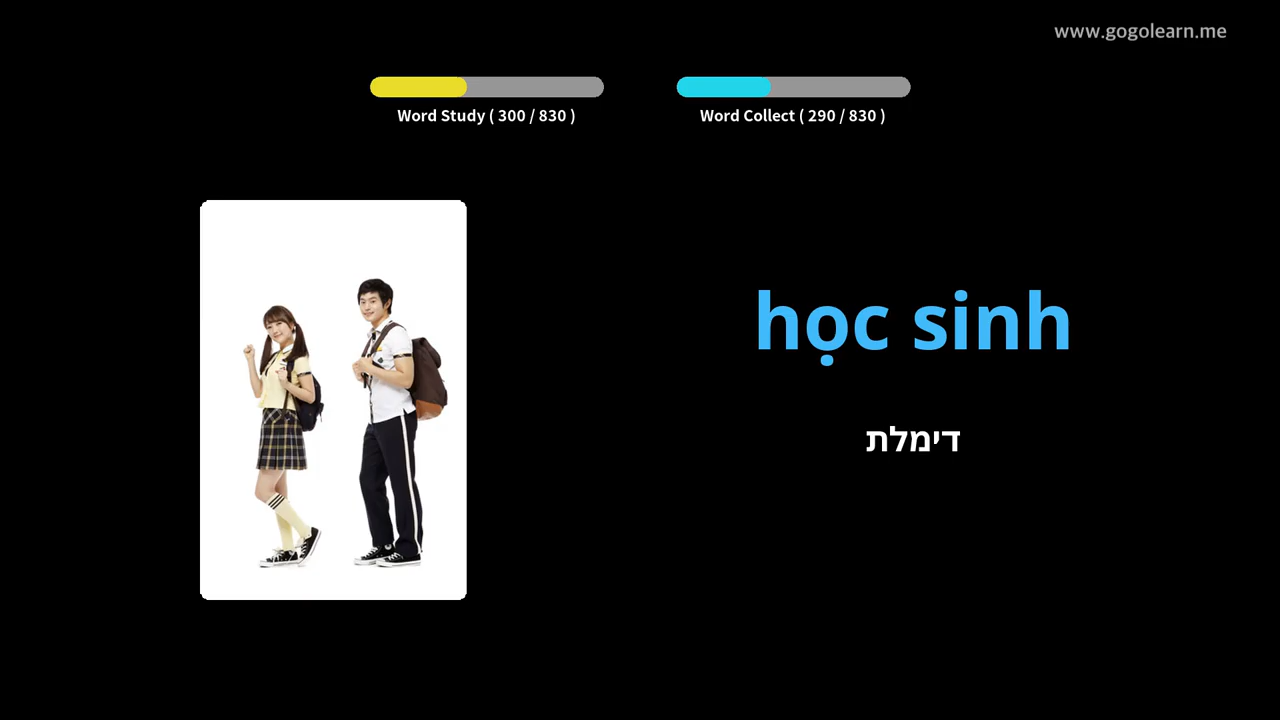 www.gogolearn.me
Word Study ( 300 / 830 )
Word Collect ( 290 / 830 )
học sinh
דימלת